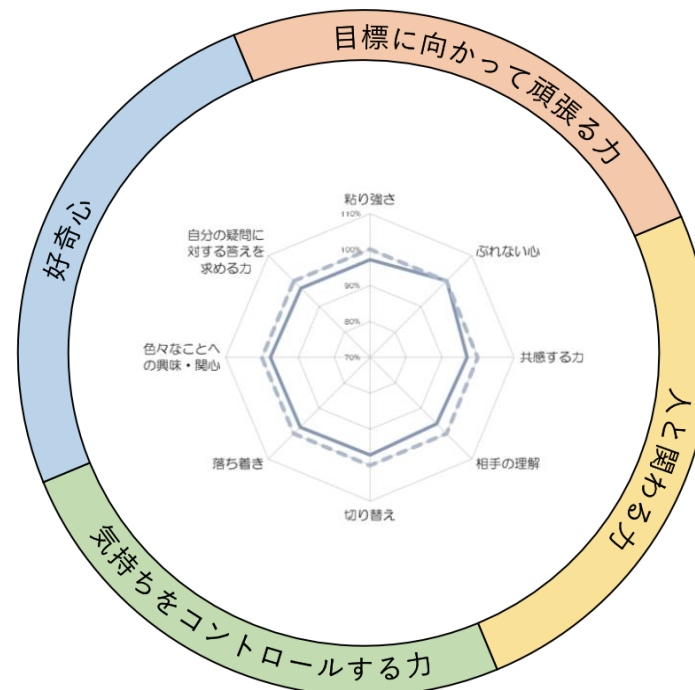 目標に向かって頑張る力
好奇心
人と関わる力
気持ちをコントロールする力
粘り強さ
ぶれない心
共感する力
相手の理解
切り替え
落ち着き
色々なことへ
の興味・関心
自分の疑問に
対する答えを
求める力
110%
100%
90%
80%
70%